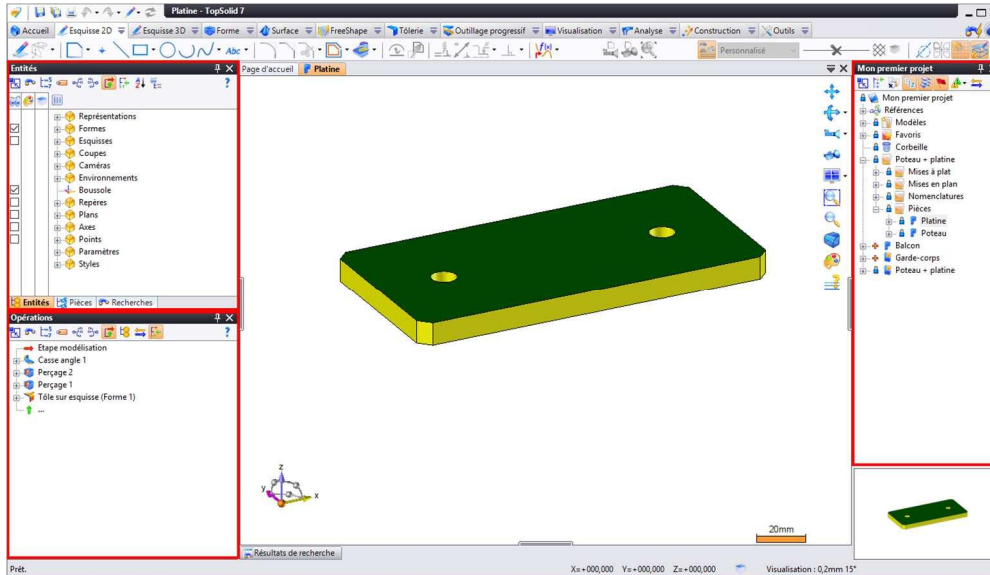 Platine - TopSolid 7
Accueil Esquisse 2D Esquisse 3D Forme Surface FreeShape Tôlerie Outillage progressif Visualisation Analyse Construction Outils
Abc
Personnalisé
Entités
Page d'accueil Platine
Mon premier projet
Représentations
Formes
Esquisses
Coupes
Caméras
Environnements
Boussole
Repères
Plans
Axes
Points
Paramètres
Styles
Entités Pièces Recherches
Opérations
Etape modélisation
Casse angle 1
Perçage 2
Perçage 1
Tôle sur esquisse (Forme 1)
...
z
y
x
20mm
Mon premier projet
Références
Modèles
Favoris
Corbeille
Poteau + platine
Mises à plat
Mises en plan
Nomenclatures
Pièces
Platine
Poteau
Balcon
Garde-corps
Poteau + platine
Résultats de recherche
Prêt.
X=+000,000 Y=+000,000 Z=+000,000 Visualisation : 0,2mm 15°